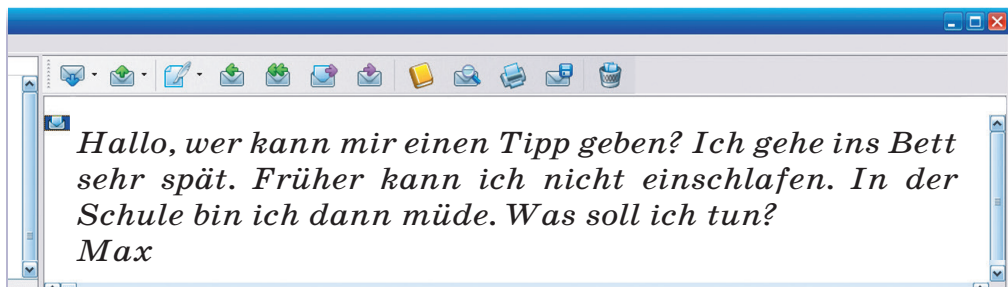 Hallo, wer kann mir einen Tipp geben? Ich gehe ins Bett
sehr spät. Früher kann ich nicht einschlafen. In der
Schule bin ich dann müde. Was soll ich tun?
Max